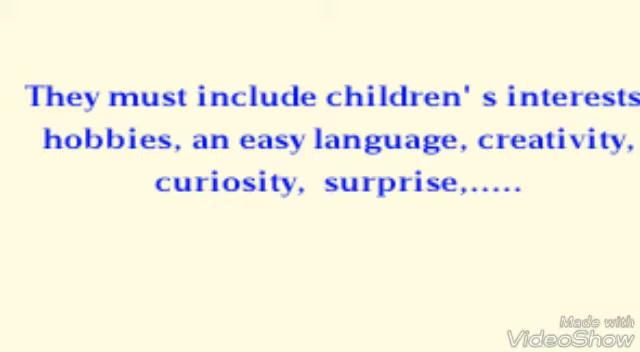 They must include children' s interests
hobbies, an easy language, creativity,
curiosity, surprise,.....
Made with
VideoShow